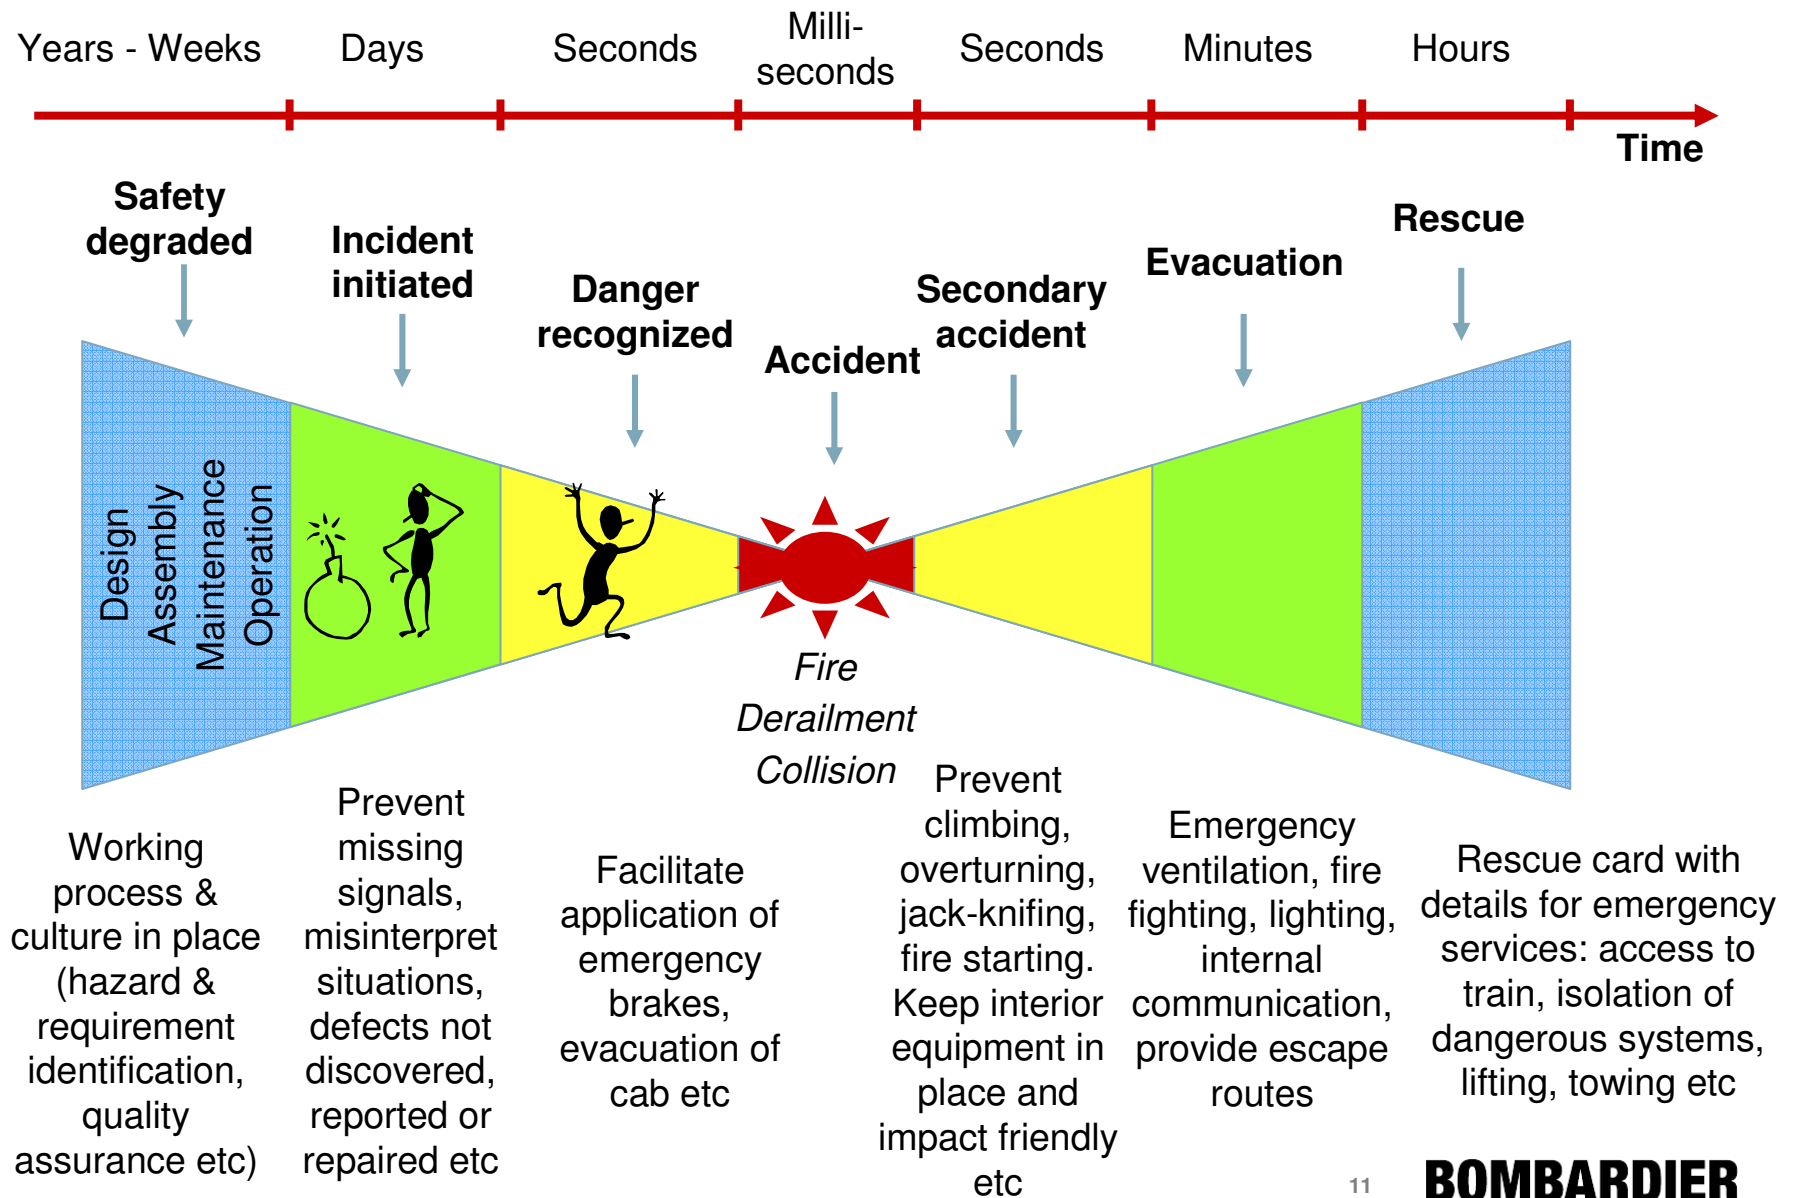 Years - Weeks
Days
Seconds
Milli-
seconds
Seconds
Minutes
Hours
Time
Safety
degraded
Incident
initiated
Danger
recognized
Accident
Secondary
accident
Evacuation
Rescue
Design
Assembly
Maintenance
Operation
Fire
Derailment
Collision
Working
process &
culture in place
(hazard &
requirement
identification,
quality
assurance etc)
Prevent
missing
signals,
misinterpret
situations,
defects not
discovered,
reported or
repaired etc
Facilitate
application of
emergency
brakes,
evacuation of
cab etc
Prevent
climbing,
overturning,
jack-knifing,
fire starting.
Keep interior
equipment in
place and
impact friendly
etc
Emergency
ventilation, fire
fighting, lighting,
internal
communication,
provide escape
routes
Rescue card with
details for emergency
services: access to
train, isolation of
dangerous systems,
lifting, towing etc
11
BOMBARDIER